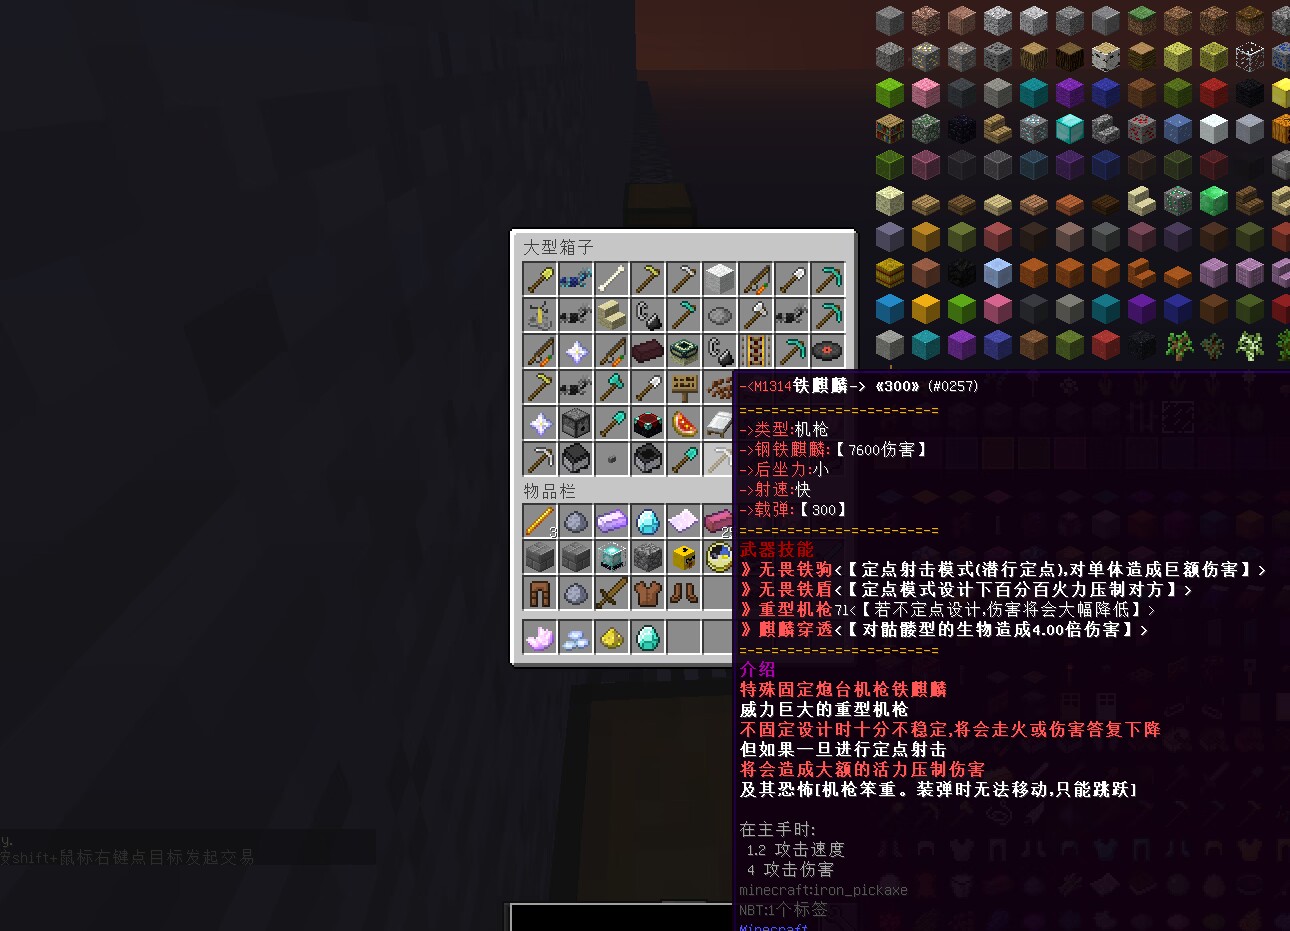 大型箱子
-<M1314铁麒麟-> 《300》(#0257)
-=-=-=-=-=-=-=-=-=-=
->类型:机枪
->钢铁麒麟:【7600伤害】
->后坐力:小
->射速:快
->载弹:【300】
-=-=-=-=-=-=-=-=-=-=
物品栏
3
武器技能
》无畏铁驹<【定点射击模式(潜行定点),对单体造成巨额伤害】>
》无畏铁盾<【定点模式设计下百分百火力压制对方】>
》重型机枪71<【若不定点设计,伤害将会大幅降低】>
》麒麟穿透<【对骷髅型的生物造成4.00倍伤害】>
-=-=-=-=-=-=-=-=-=-=
介绍
特殊固定炮台机枪铁麒麟
威力巨大的重型机枪
不固定设计时十分不稳定,将会走火或伤害答复下降
但如果一旦进行定点射击
将会造成大额的活力压制伤害
及其恐怖[机枪笨重。装弹时无法移动,只能跳跃]
在主手时:
1.2 攻击速度
4 攻击伤害
minecraft:iron_pickaxe
NBT:1个标签
Minecraft
y.
按shift+鼠标右键点目标发起交易